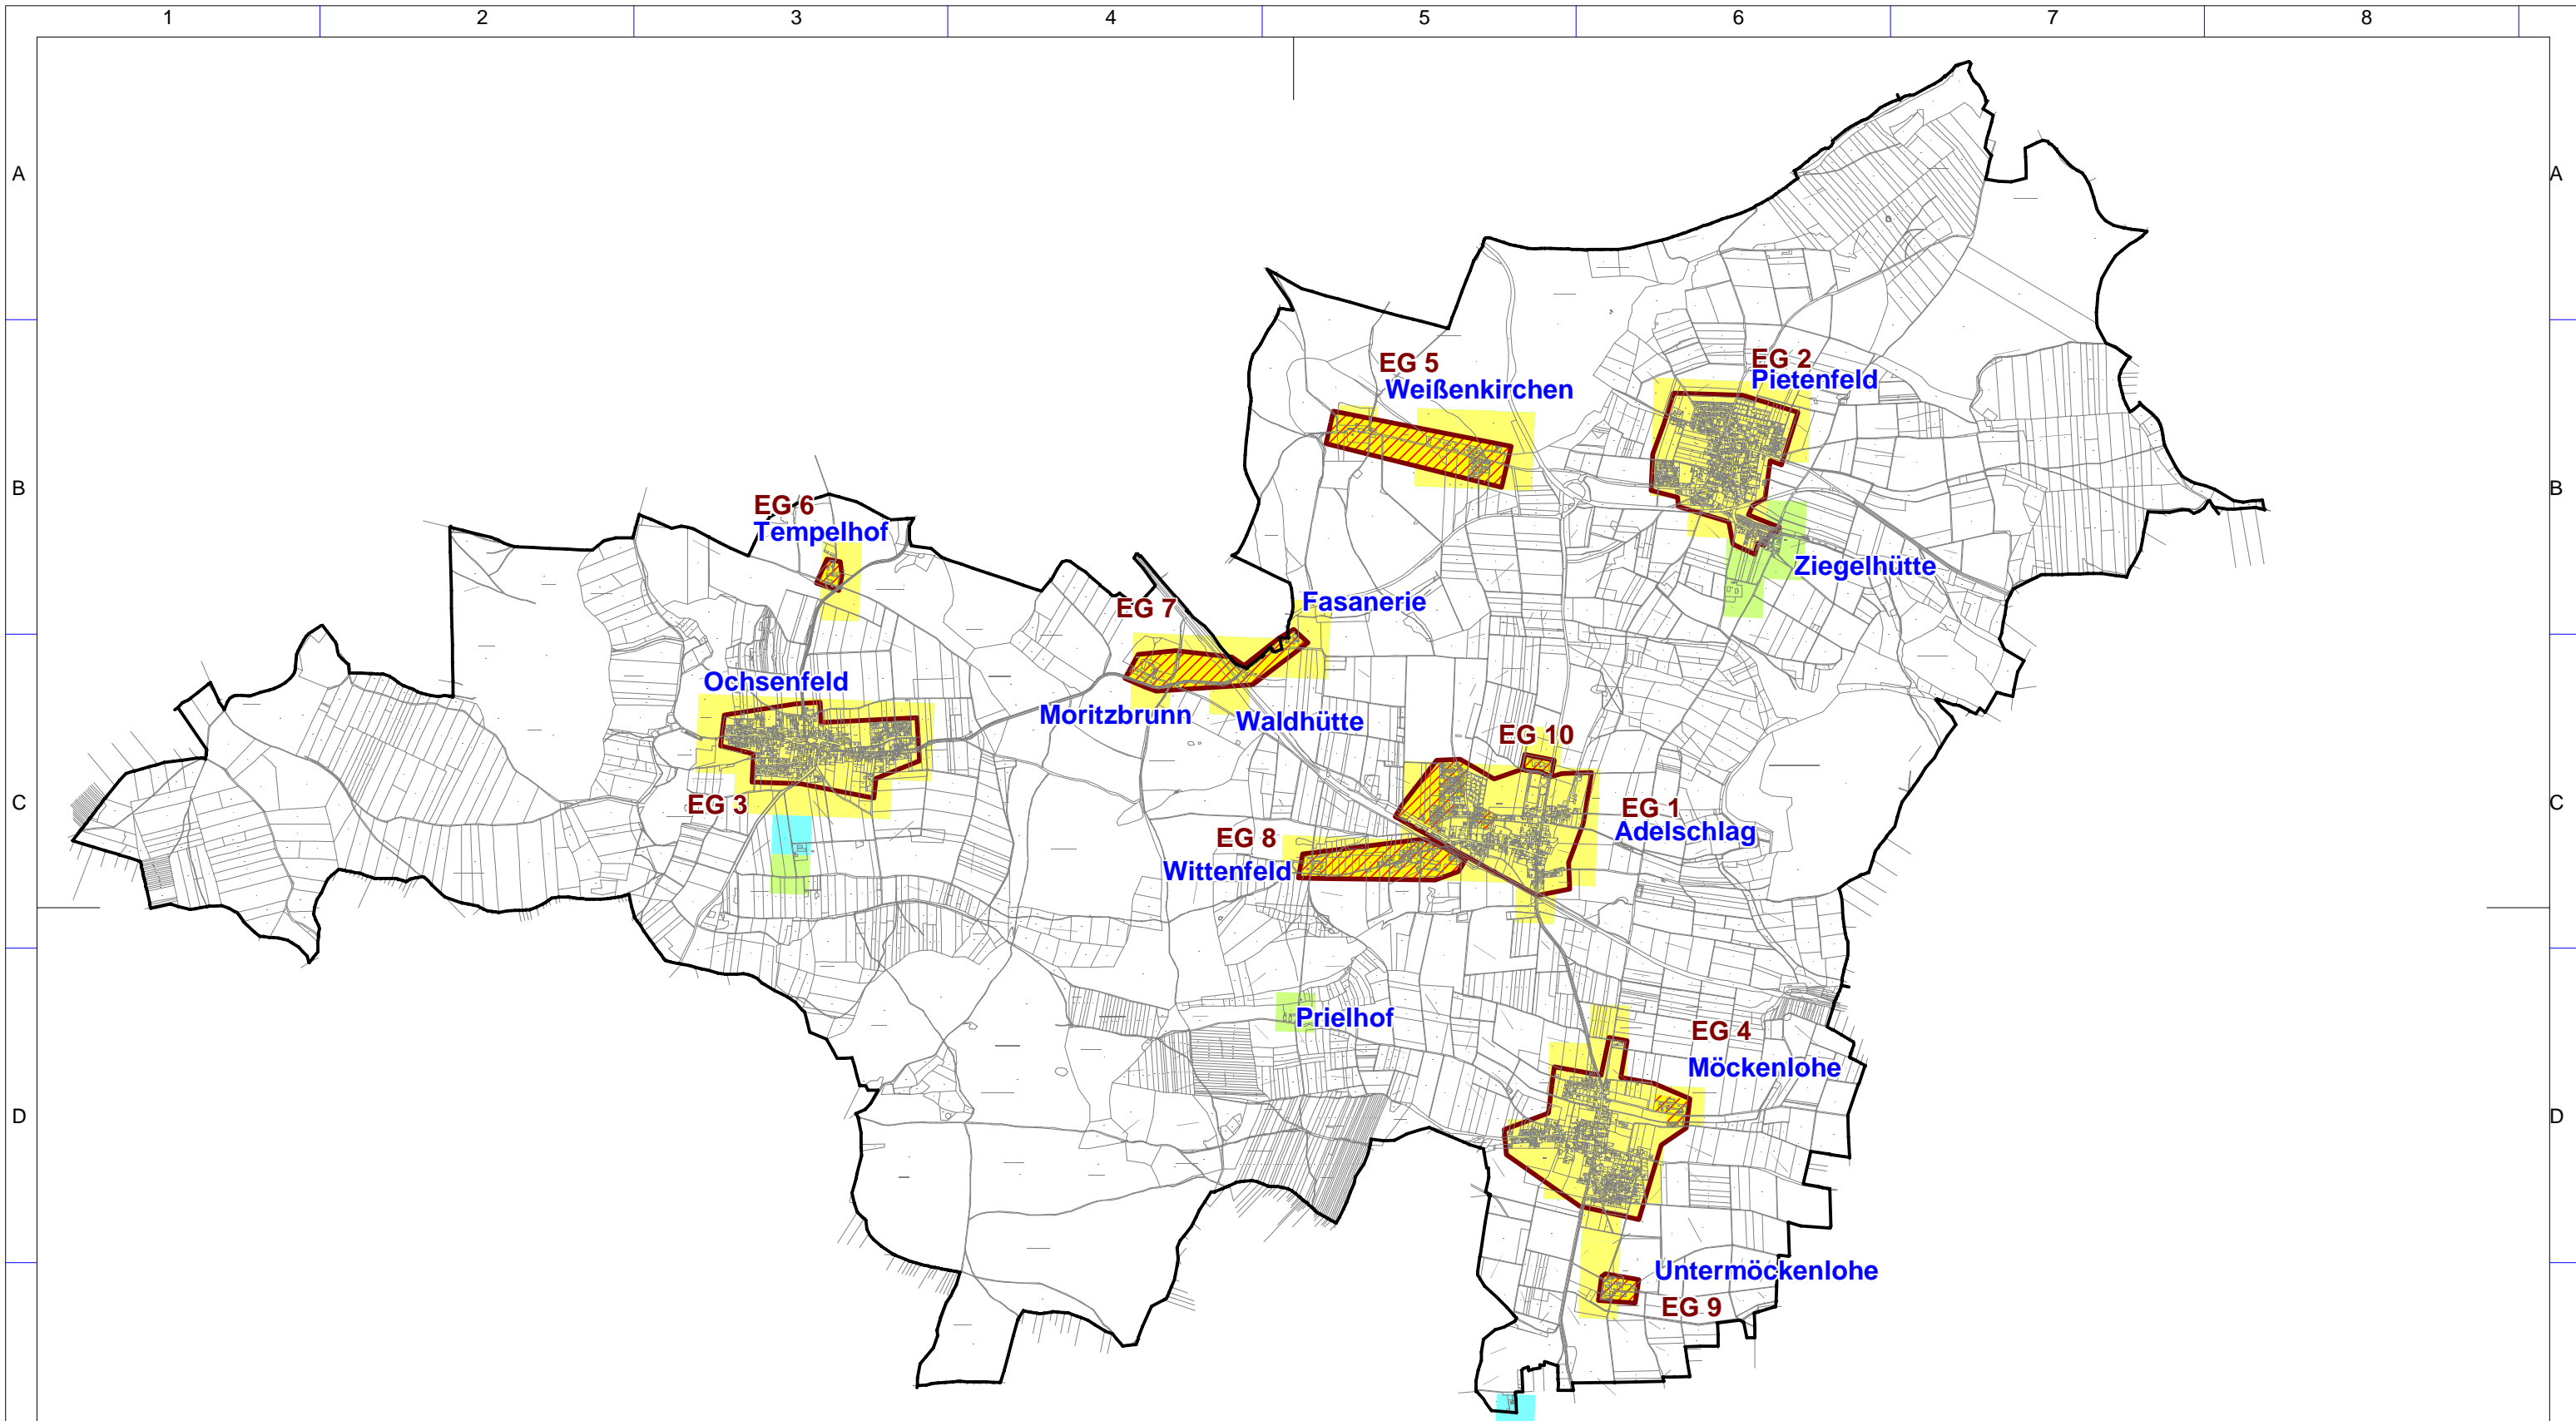 1 2 3 4 5 6 7 8
A A
EG 5
Weißenkirchen
EG 2
Pietenfeld
B B
EG 6
Tempelhof
Ziegelhütte
EG 7
Fasanerie
Ochsenfeld
Moritzbrunn
Waldhütte
EG 10
C C
EG 3
EG 1
Adelschlag
EG 8
Wittenfeld
Prielhof
EG 4
Möckenlohe
D D
Untermöckenlohe
EG 9